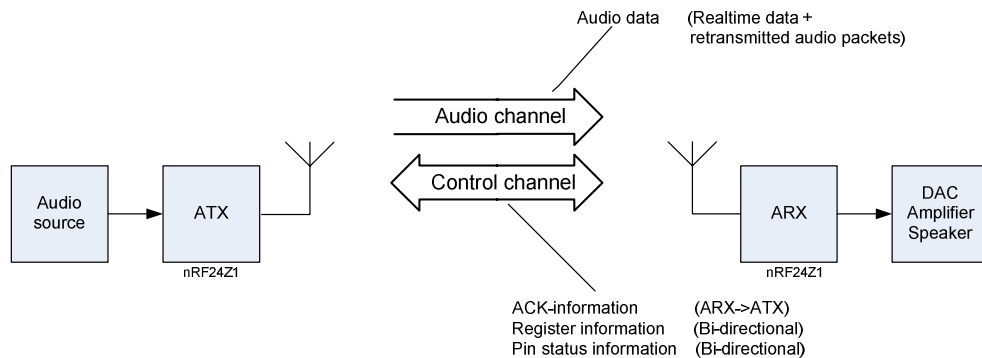 Audio data (Realtime data +
retransmitted audio packets)
Audio channel
Control channel
Audio
source
ATX
nRF24Z1
ARX
nRF24Z1
DAC
Amplifier
Speaker
ACK-information (ARX->ATX)
Register information (Bi-directional)
Pin status information (Bi-directional)